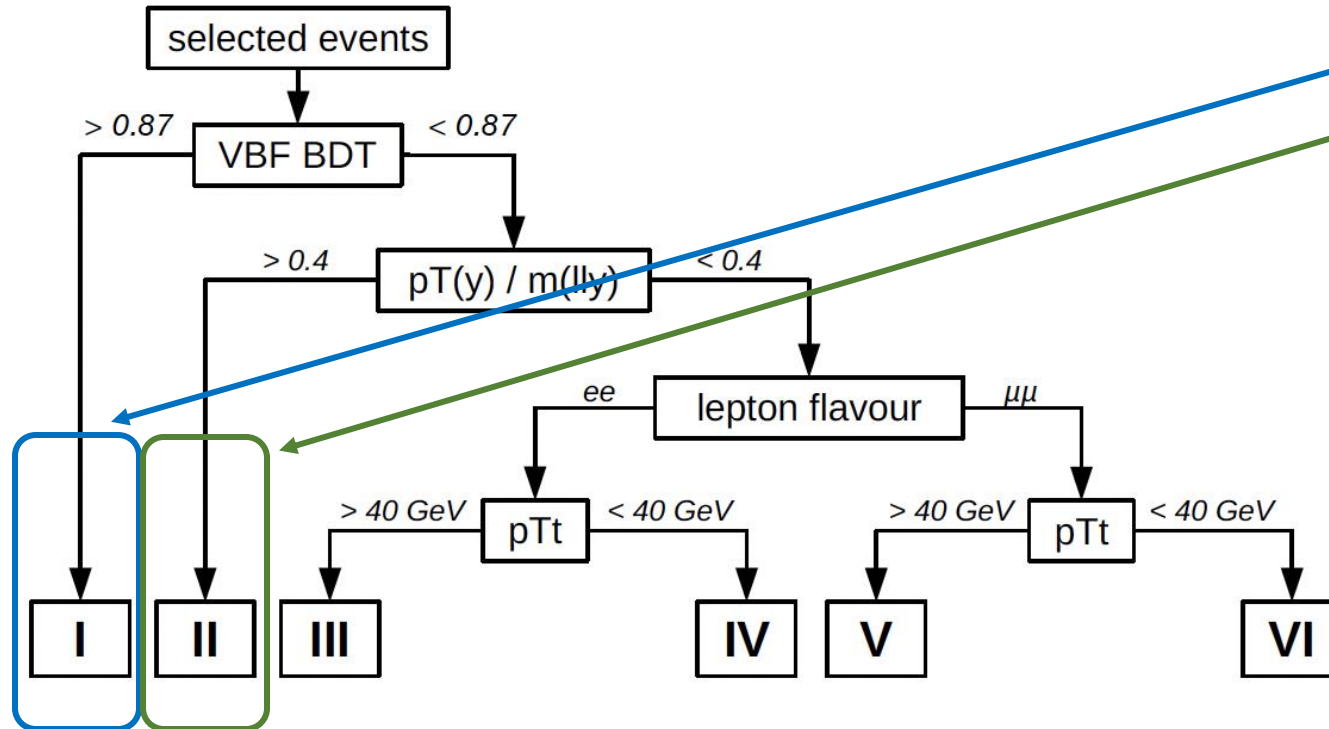 selected events
> 0.87
< 0.87
VBF BDT
> 0.4
< 0.4
pT(y) / m(lly)
ee
μμ
lepton flavour
> 40 GeV
< 40 GeV
> 40 GeV
< 40 GeV
pTt
pTt
I
II
III
IV
V
VI